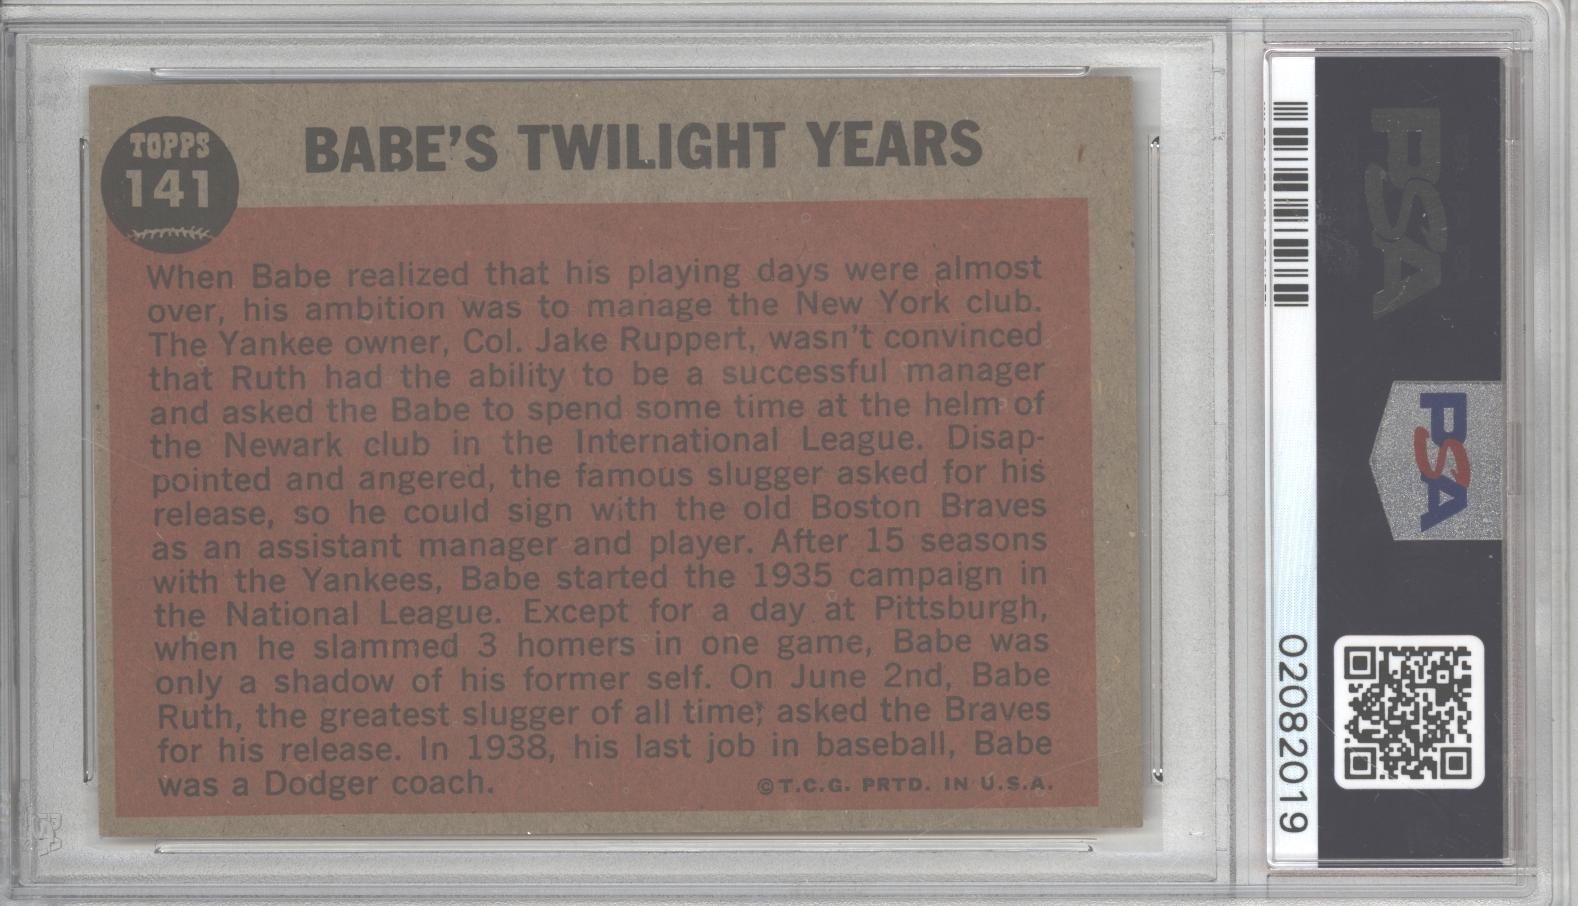 TOPPS
141
BABE'S TWILIGHT YEARS
When Babe realized that his playing days were almost
over, his ambition was to manage the New York club.
The Yankee owner, Col. Jake Ruppert, wasn't convinced
that Ruth had the ability to be a successful manager
and asked the Babe to spend some time at the helm of
the Newark club in the International League. Disap-
pointed and angered, the famous slugger asked for his
release, so he could sign with the old Boston Braves
as an assistant manager and player. After 15 seasons
with the Yankees, Babe started the 1935 campaign in
the National League. Except for a day at Pittsburgh,
when he slammed 3 homers in one game, Babe was
only a shadow of his former self. On June 2nd, Babe
Ruth, the greatest slugger of all time, asked the Braves
for his release. In 1938, his last job in baseball, Babe
was a Dodger coach.
©T.C.G. PRTD. IN U.S.A.
PSA
PSA
02082019
PSA